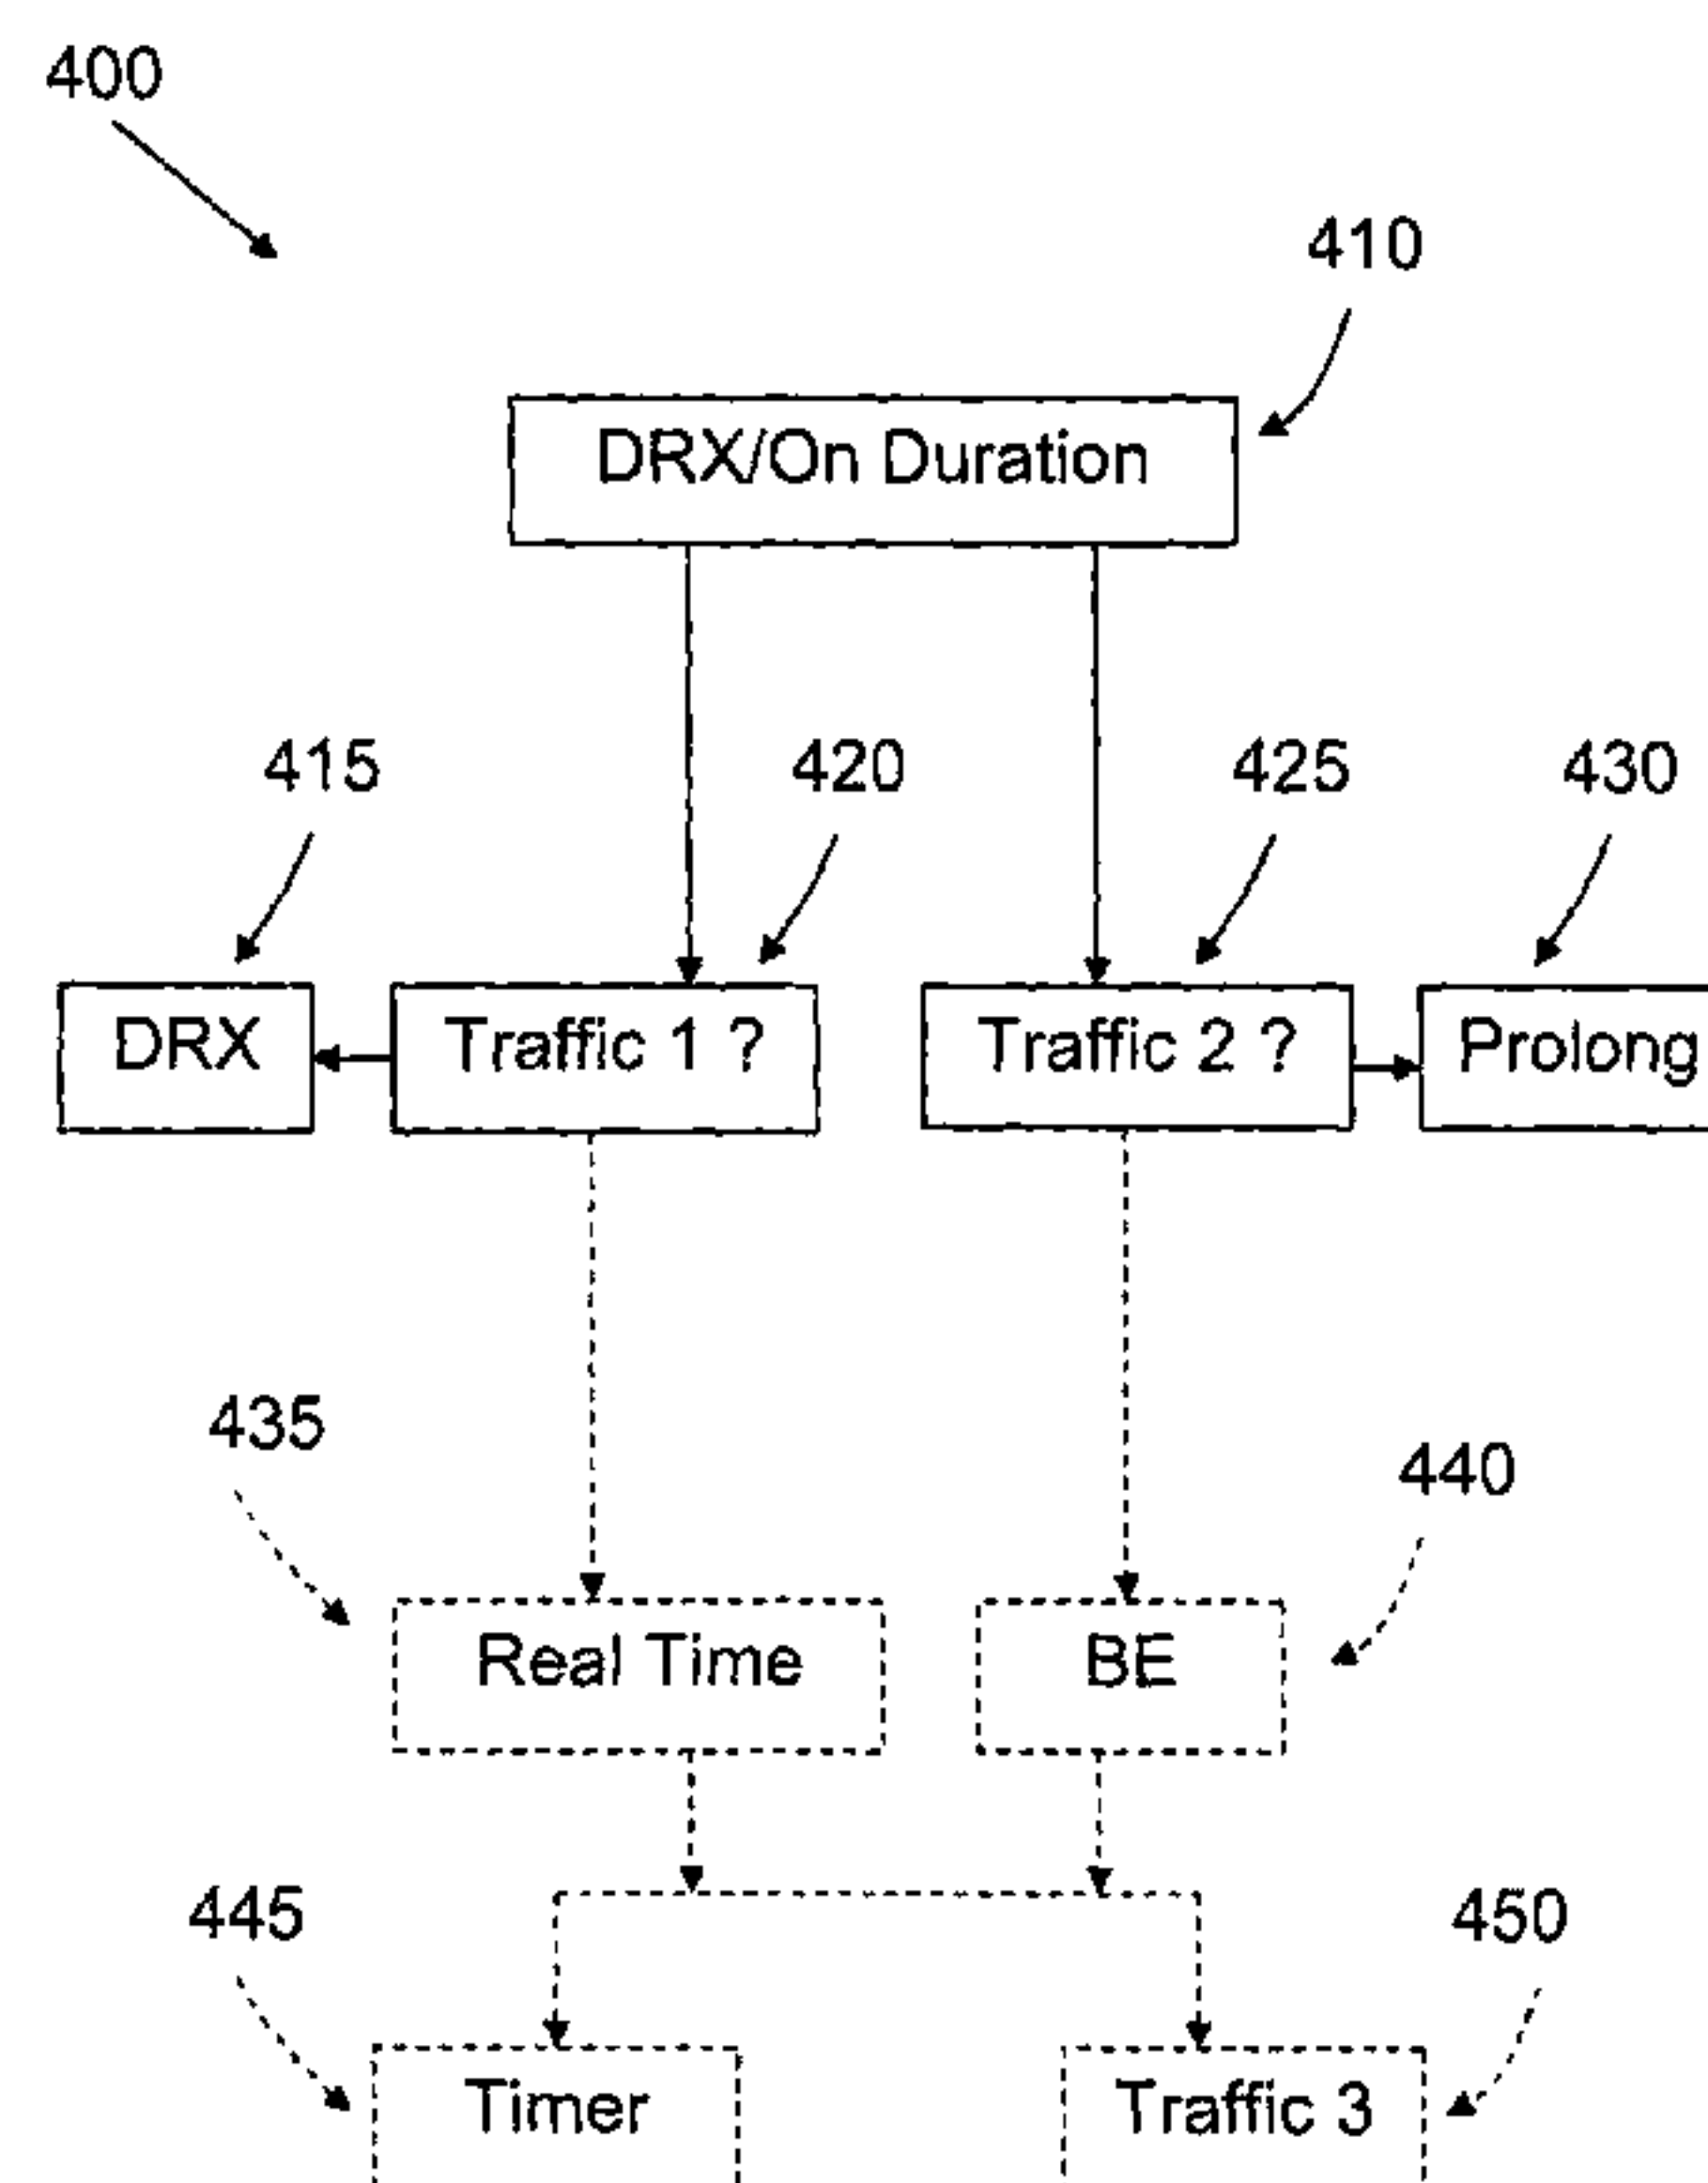 400
410
DRX/On Duration
415 420 425 430
DRX Traffic 1 ? Traffic 2 ? Prolong
435
440
Real Time BE
445 450
Timer Traffic 3